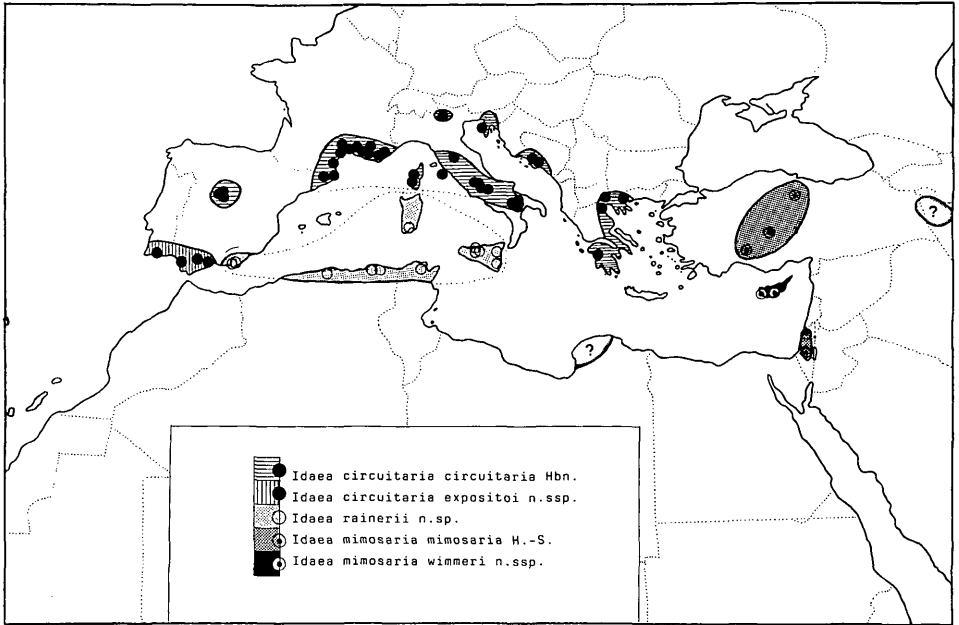 ?
?
Idaea circuitaria circuitaria Hbn.
Idaea circuitaria expositoi n.ssp.
Idaea rainerii n.sp.
Idaea mimosaria mimosaria H.-S.
Idaea mimosaria wimmeri n.ssp.